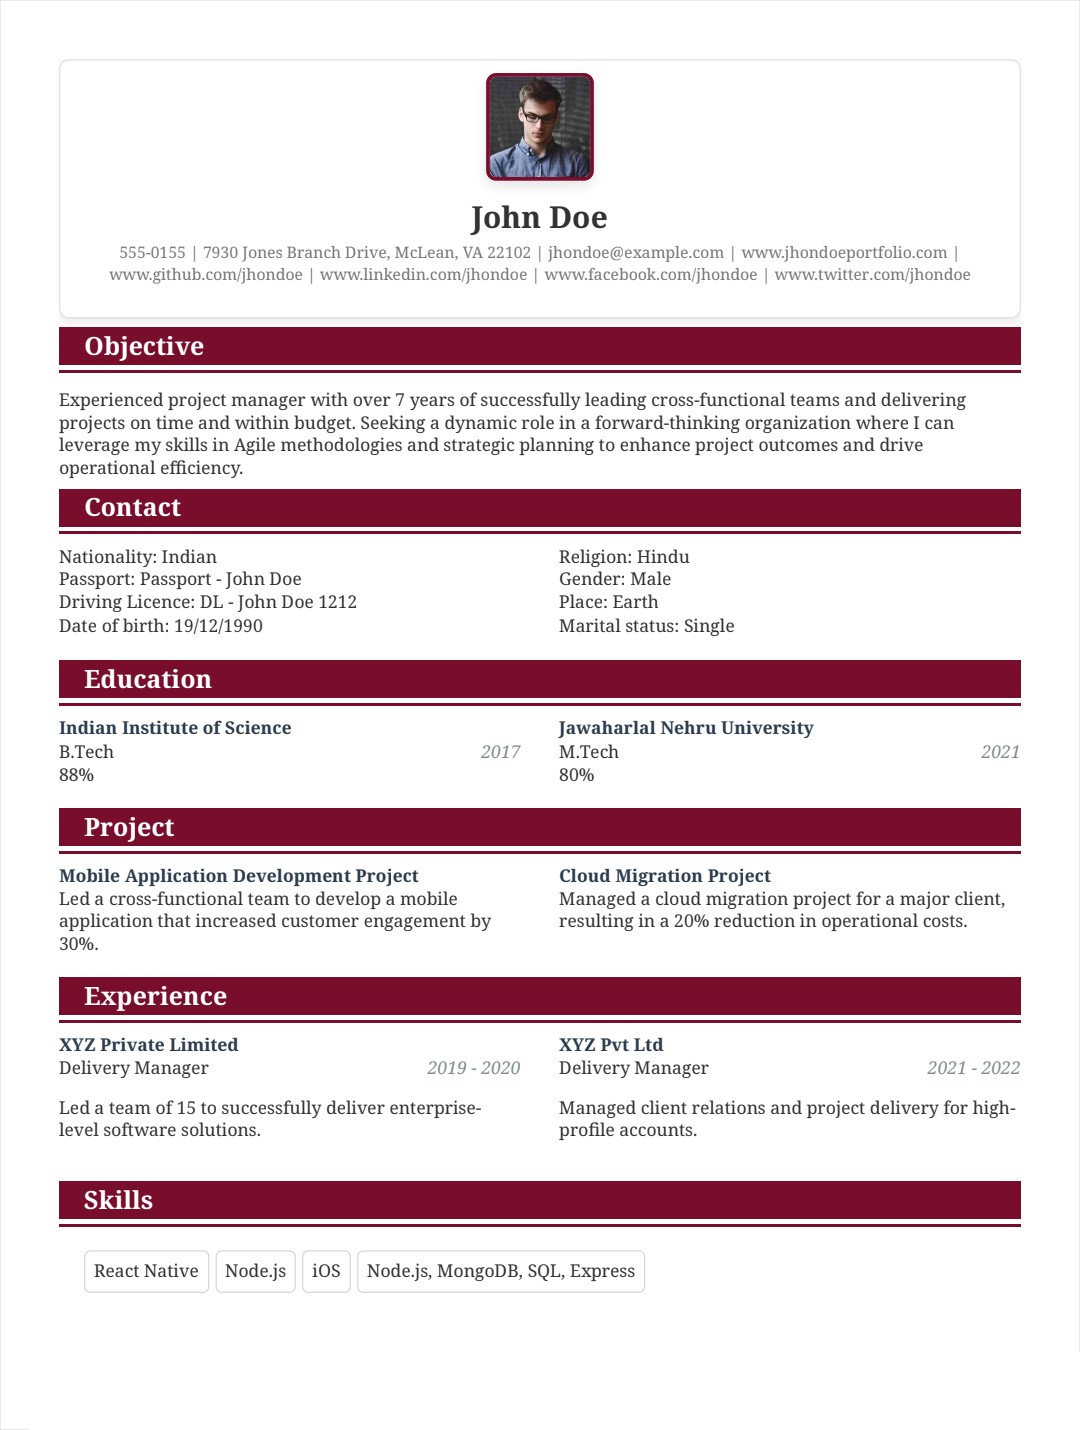 John Doe
555-0155 | 7930 Jones Branch Drive, McLean, VA 22102 | jhondoe@example.com | www.jhondoeportfolio.com |
www.github.com/jhondoe | www.linkedin.com/jhondoe | www.facebook.com/jhondoe | www.twitter.com/jhondoe
Objective
Experienced project manager with over 7 years of successfully leading cross-functional teams and delivering
projects on time and within budget. Seeking a dynamic role in a forward-thinking organization where I can
leverage my skills in Agile methodologies and strategic planning to enhance project outcomes and drive
operational efficiency.
Contact
Nationality: Indian
Passport: Passport - John Doe
Driving Licence: DL - John Doe 1212
Date of birth: 19/12/1990
Religion: Hindu
Gender: Male
Place: Earth
Marital status: Single
Education
Indian Institute of Science
B.Tech 2017
88%
Jawaharlal Nehru University
M.Tech 2021
80%
Project
Mobile Application Development Project
Led a cross-functional team to develop a mobile
application that increased customer engagement by
30%.
Cloud Migration Project
Managed a cloud migration project for a major client,
resulting in a 20% reduction in operational costs.
Experience
XYZ Private Limited
Delivery Manager 2019 - 2020
Led a team of 15 to successfully deliver enterprise-
level software solutions.
XYZ Pvt Ltd
Delivery Manager 2021 - 2022
Managed client relations and project delivery for high-
profile accounts.
Skills
React Native Node.js iOS Node.js, MongoDB, SQL, Express